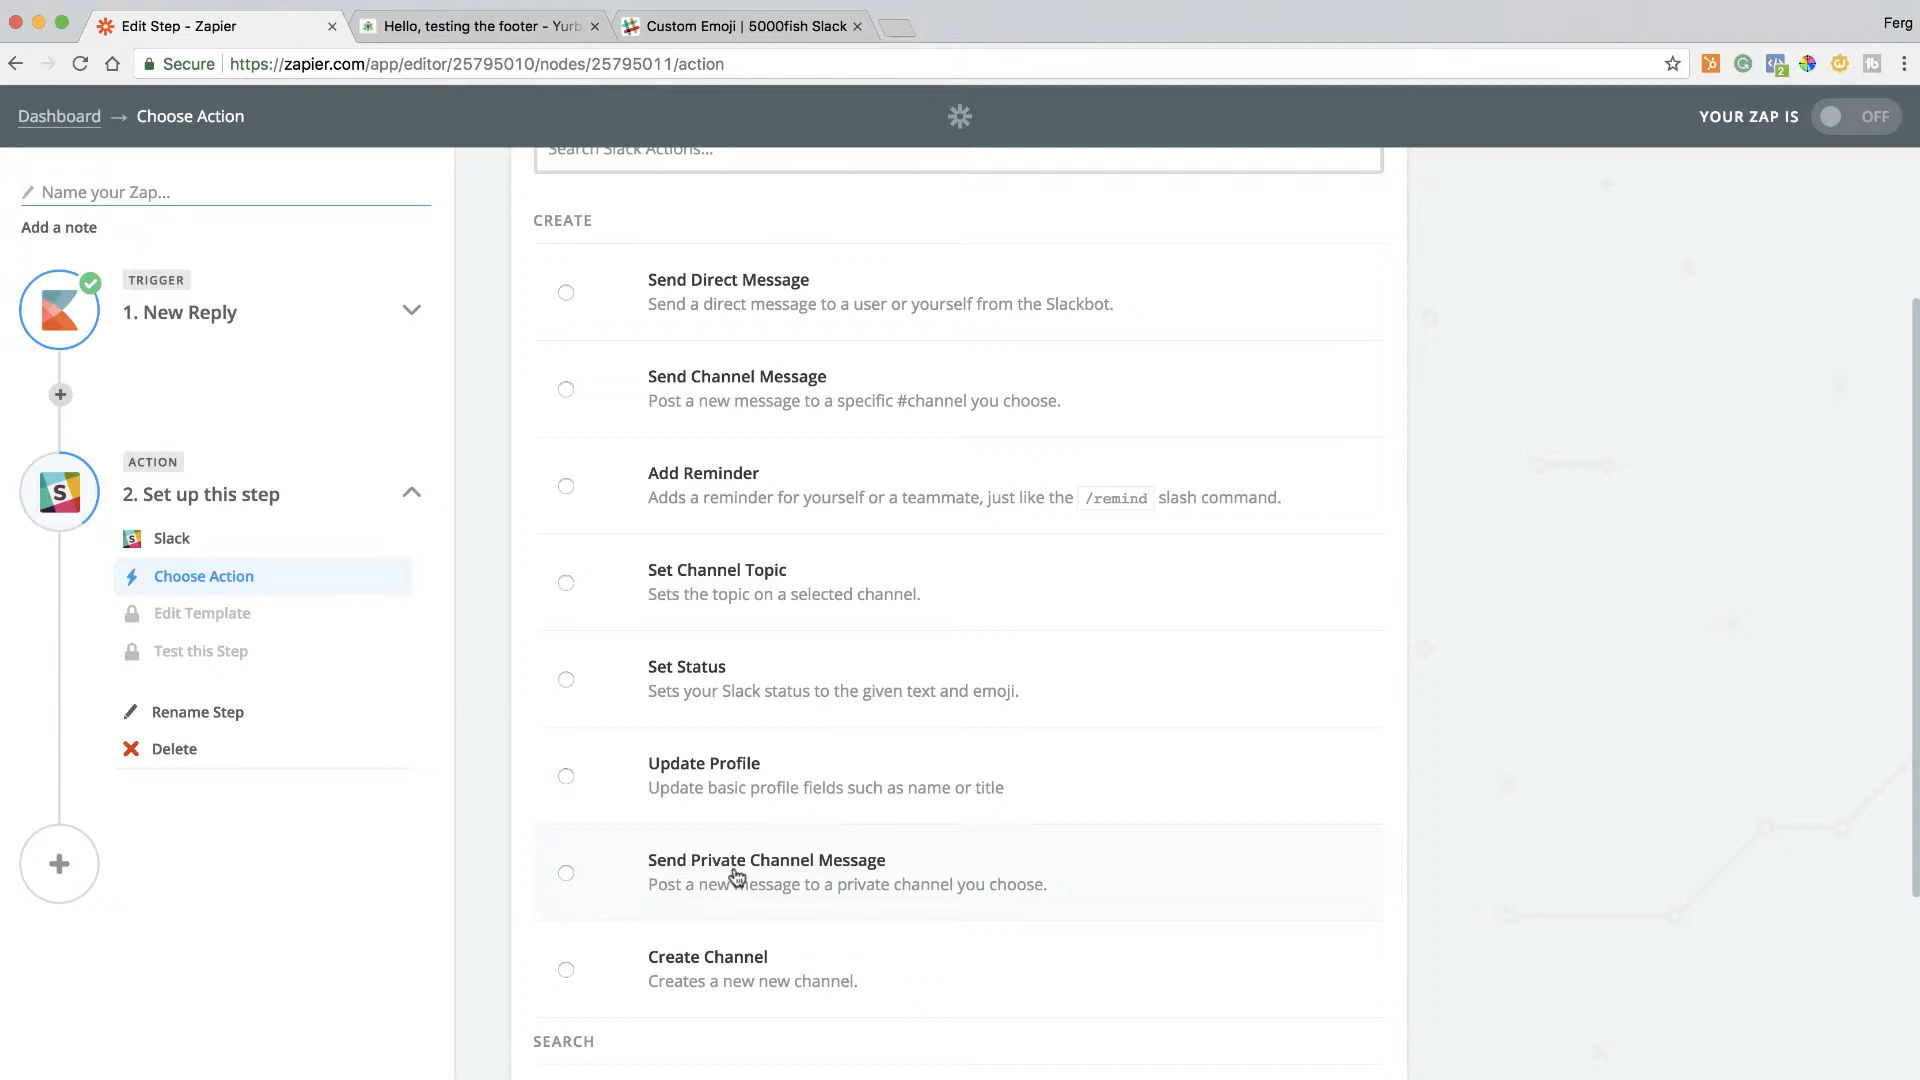 Edit Step - Zapier
Hello, testing the footer - Yurb
Custom Emoji | 5000fish Slack
Ferg
Secure
https://zapier.com/app/editor/25795010/nodes/25795011/action
2
Dashboard → Choose Action
YOUR ZAP IS
OFF
Name your Zap...
Add a note
TRIGGER
1. New Reply
ACTION
2. Set up this step
Slack
Choose Action
Edit Template
Test this Step
Rename Step
Delete
Search Slack Actions...
CREATE
Send Direct Message
Send a direct message to a user or yourself from the Slackbot.
Send Channel Message
Post a new message to a specific #channel you choose.
Add Reminder
Adds a reminder for yourself or a teammate, just like the /remind slash command.
Set Channel Topic
Sets the topic on a selected channel.
Set Status
Sets your Slack status to the given text and emoji.
Update Profile
Update basic profile fields such as name or title
Send Private Channel Message
Post a new message to a private channel you choose.
Create Channel
Creates a new new channel.
SEARCH